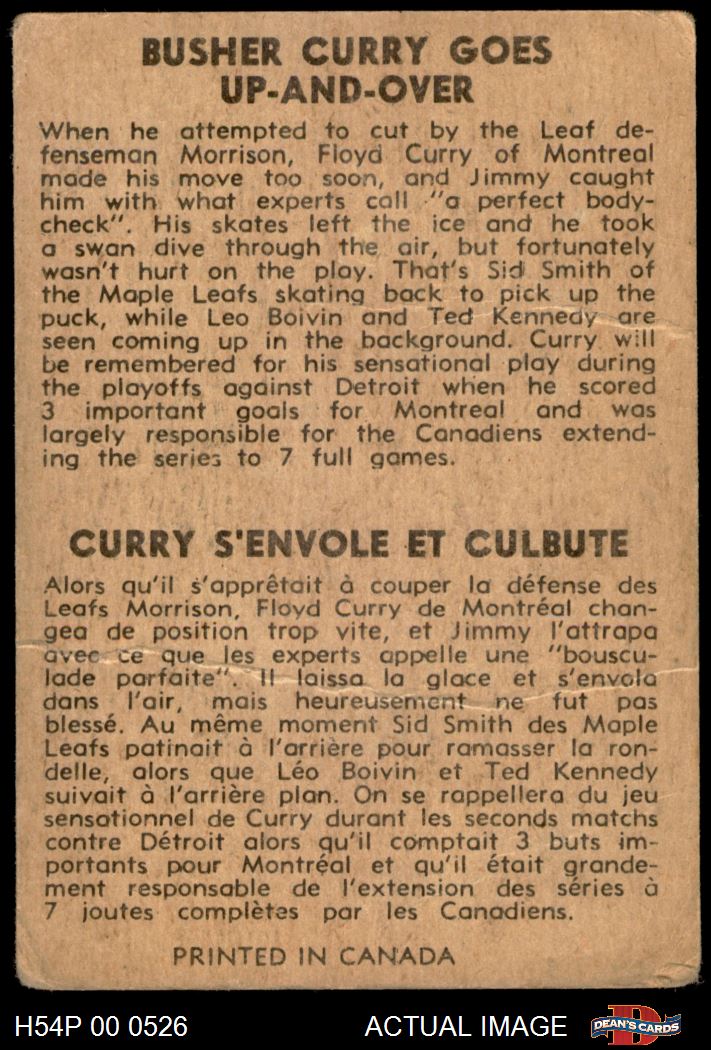 BUSHER CURRY GOES
UP-AND-OVER
When he attempted to cut by the Leaf de-
fenseman Morrison, Floyd Curry of Montreal
made his move too soon, and Jimmy caught
him with what experts call "a perfect body-
check". His skates left the ice and he took
a swan dive through the air, but fortunately
wasn't hurt on the play. That's Sid Smith of
the Maple Leafs skating back to pick up the
puck, while Leo Boivin and Ted Kennedy are
seen coming up in the background. Curry will
be remembered for his sensational play during
the playoffs against Detroit when he scored
3 important goals for Montreal and was
largely responsible for the Canadiens extend-
ing the series to 7 full games.
CURRY S'ENVOLE ET CULBUTE
Alors qu'il s'apprêtait à couper la défense des
Leafs Morrison, Floyd Curry de Montréal chan-
gea de position trop vite, et Jimmy l'attrapa
avec ce que les experts appelle une "bouscu-
lade parfaite". Il laissa la glace et s'envola
dans l'air, mais heureusement ne fut pas
blessé. Au même moment Sid Smith des Maple
Leafs patinait à l'arrière pour ramasser la ron-
delle, alors que Léo Boivin et Ted Kennedy
suivait à l'arrière plan. On se rappellera du jeu
sensationnel de Curry durant les seconds matchs
contre Détroit alors qu'il comptait 3 buts im-
portants pour Montréal et qu'il était grande-
ment responsable de l'extension des séries à
7 joutes complètes par les Canadiens.
PRINTED IN CANADA
H54P 00 0526 ACTUAL IMAGE D DEAN'S CARDS